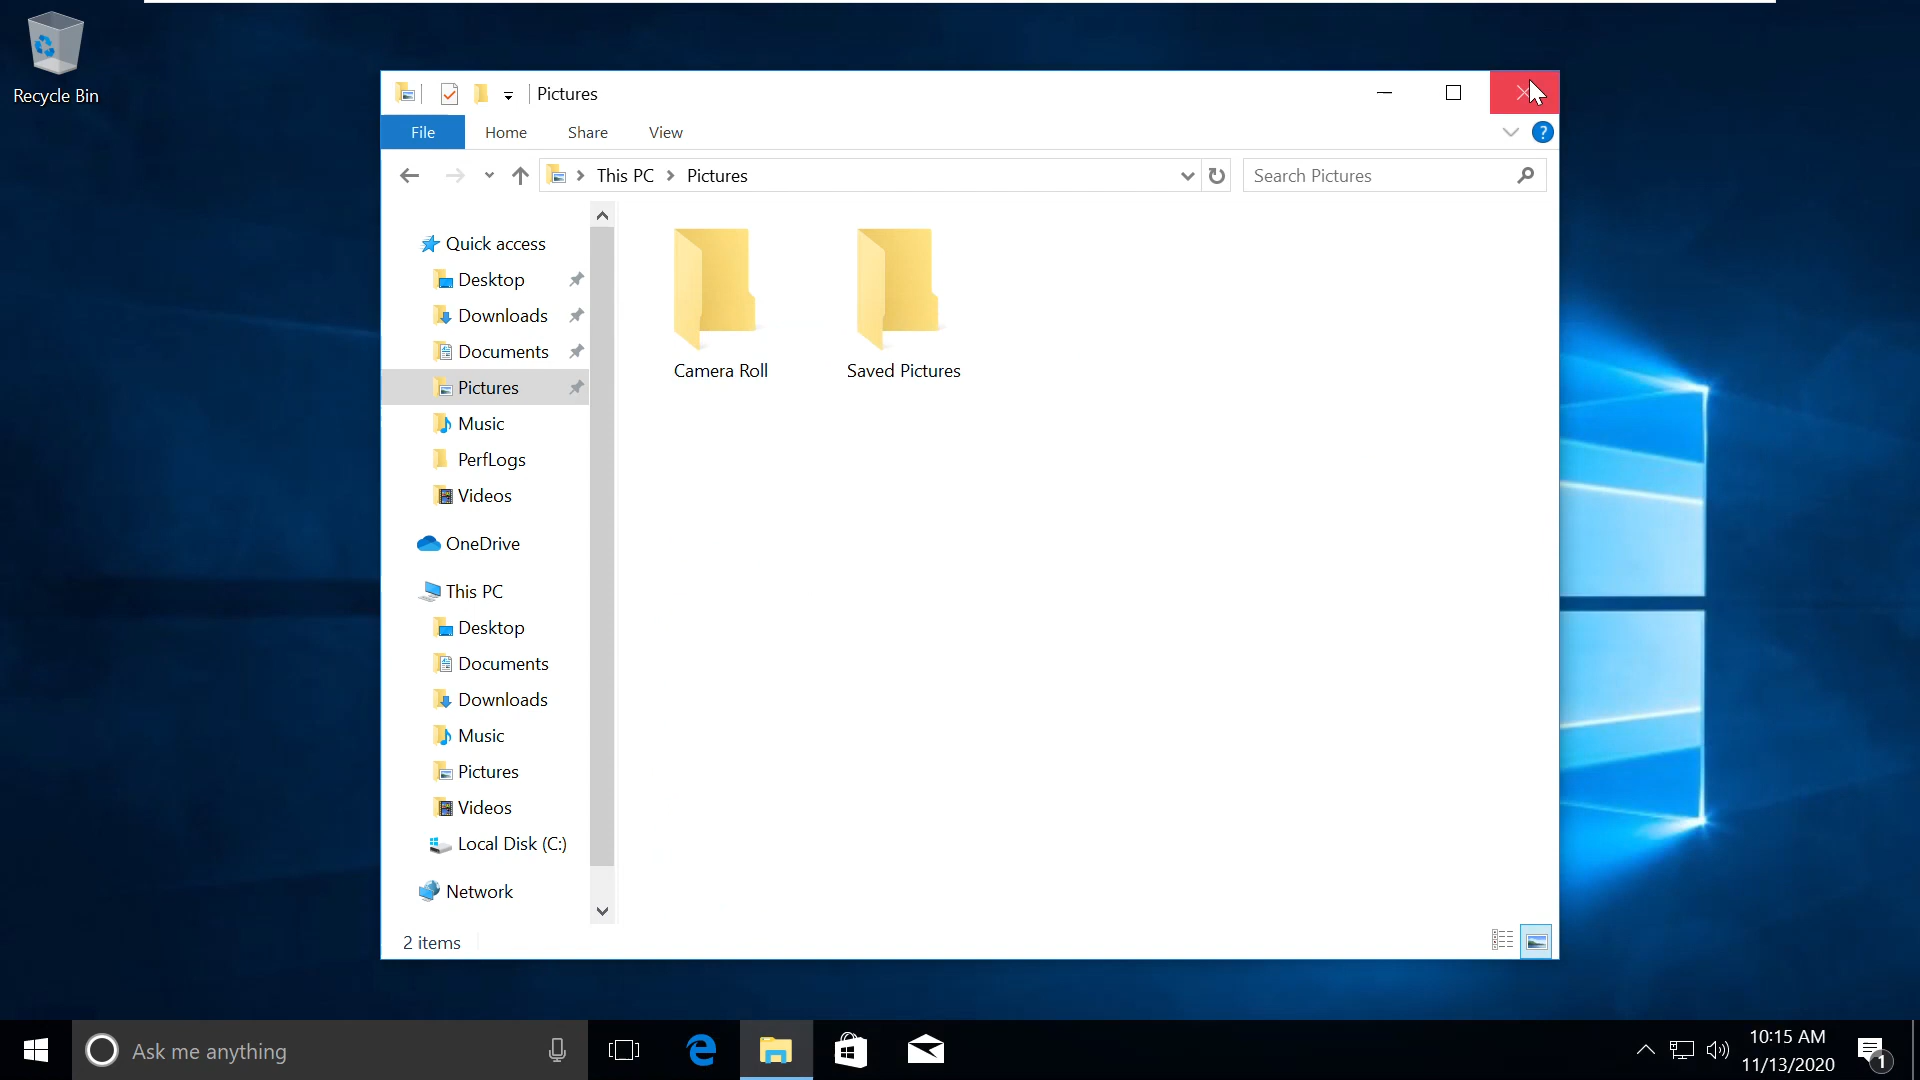 Recycle Bin
Pictures
File Home Share View
?
This PC Pictures
Search Pictures
Quick access
Desktop
Downloads
Documents
Pictures
Music
PerfLogs
Videos
OneDrive
This PC
Desktop
Documents
Downloads
Music
Pictures
Videos
Local Disk (C:)
Network
Camera Roll
Saved Pictures
2 items
Ask me anything
10:15 AM
11/13/2020
1